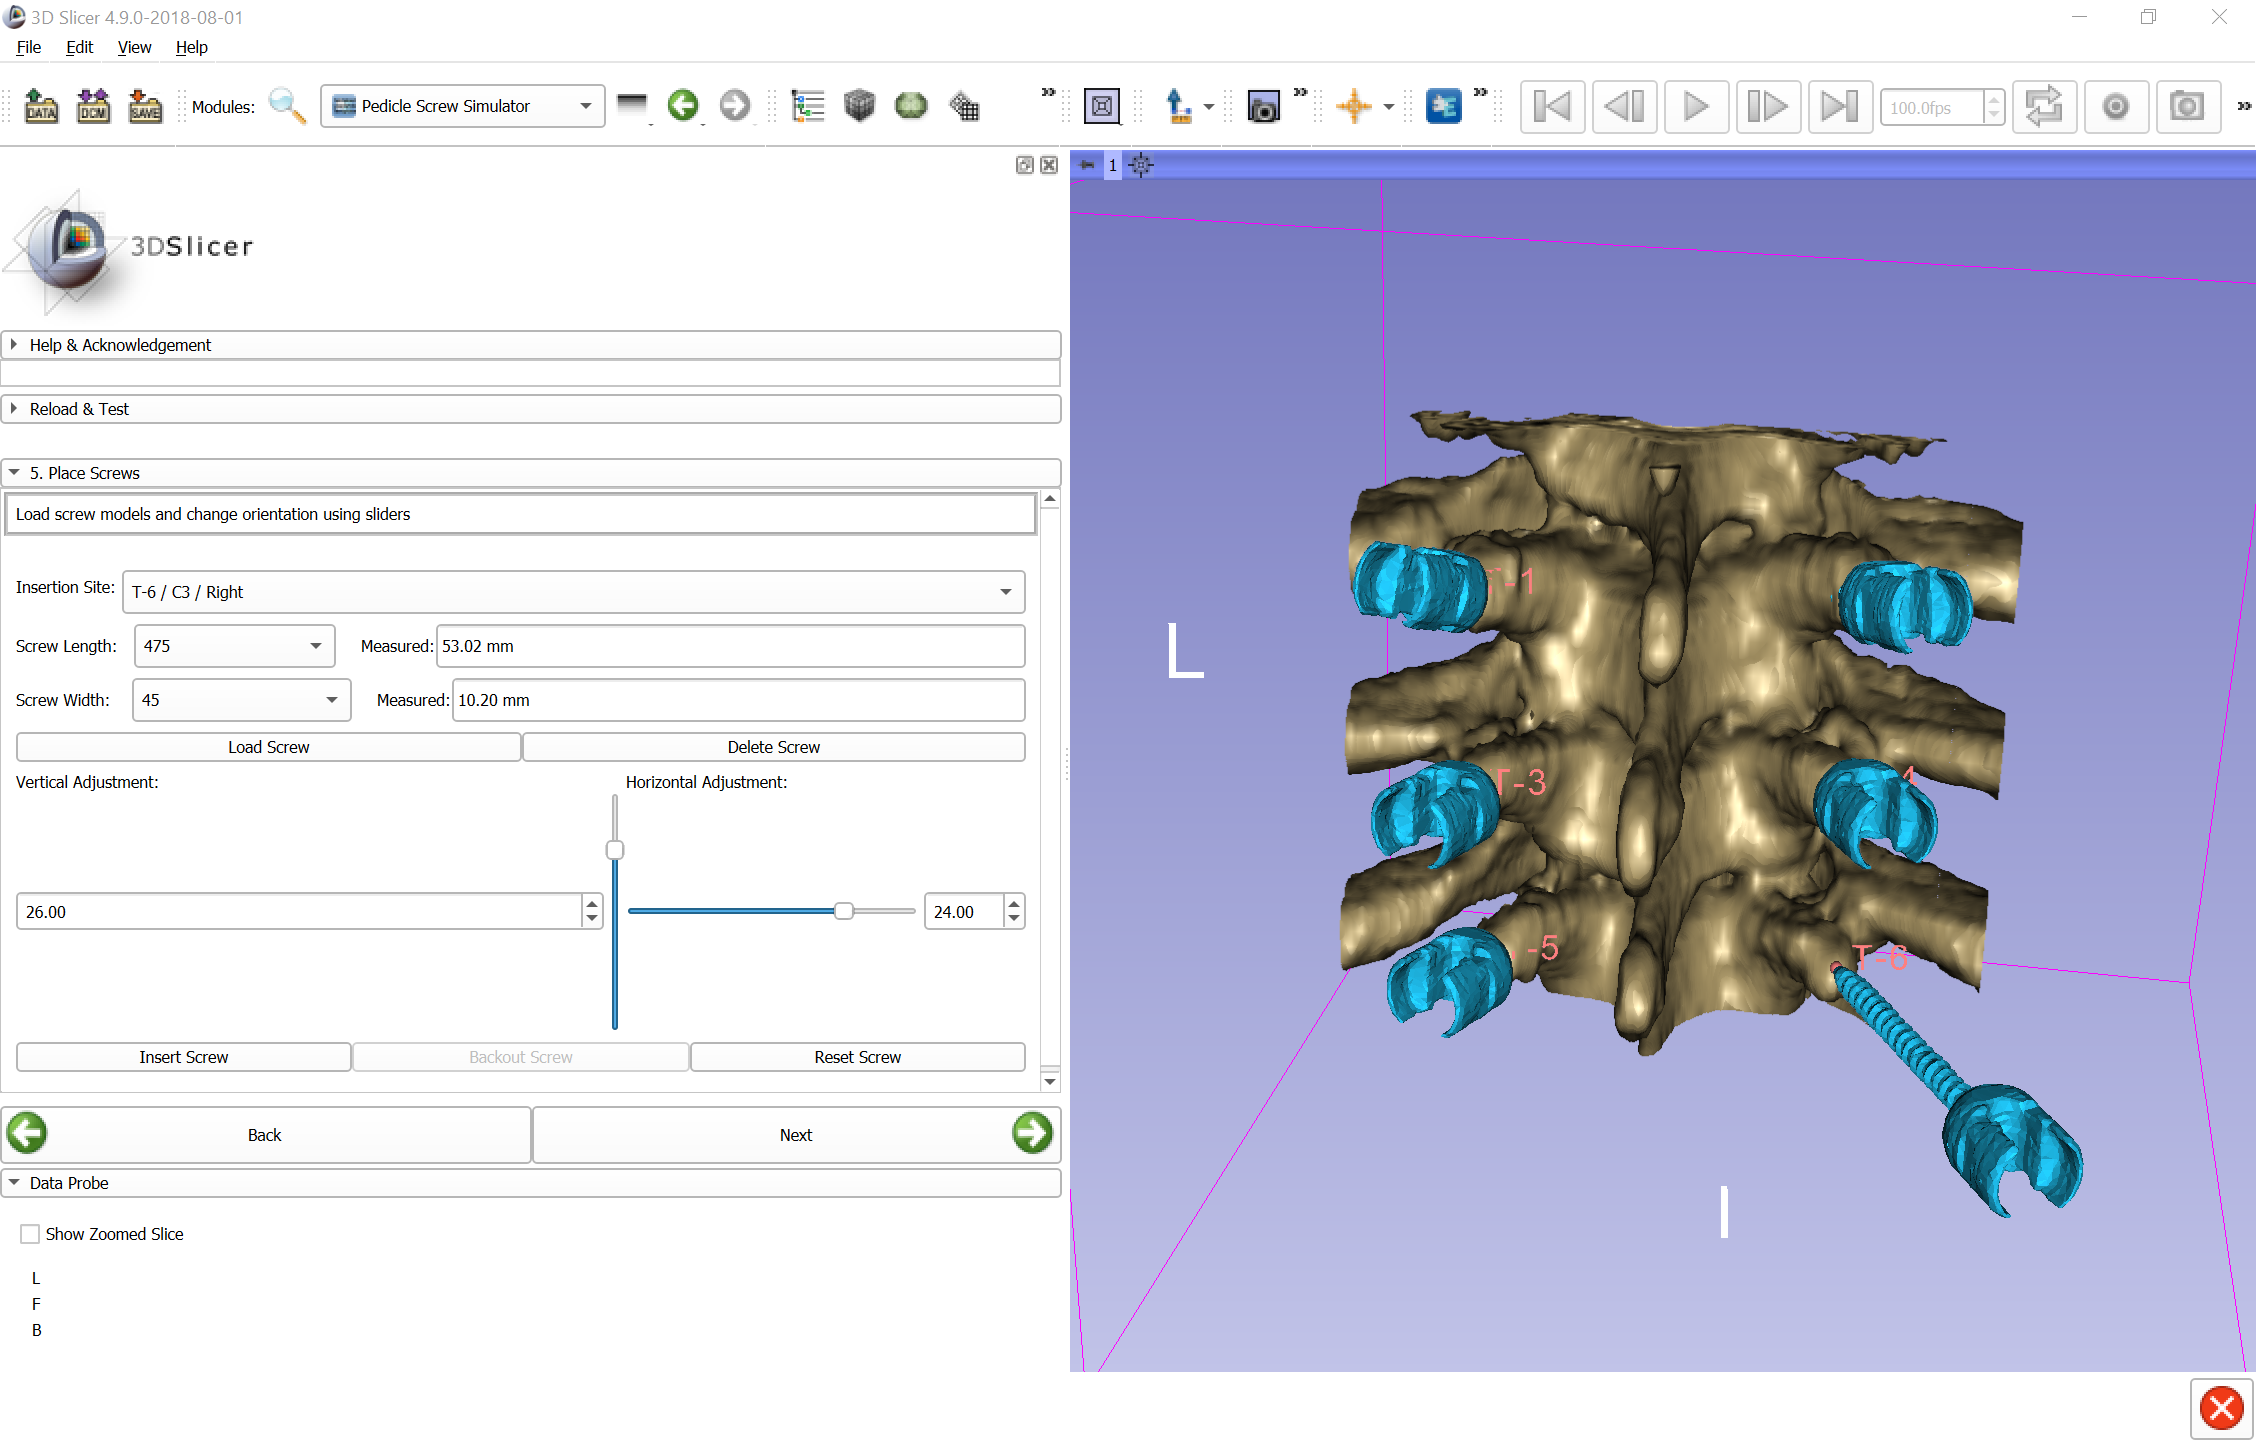 3D Slicer 4.9.0-2018-08-01
File Edit View Help
DATA DCM SAVE Modules: Pedicle Screw Simulator 100.0fps
1
3DSlicer
Help & Acknowledgement
Reload & Test
5. Place Screws
Load screw models and change orientation using sliders
Insertion Site: T-6 / C3 / Right
Screw Length: 475 Measured: 53.02 mm
Screw Width: 45 Measured: 10.20 mm
Load Screw Delete Screw
Vertical Adjustment: Horizontal Adjustment:
26.00 24.00
Insert Screw Backout Screw Reset Screw
Back Next
Data Probe
Show Zoomed Slice
L
F
B
T-1
L
T-3
4
-5
T-6
I